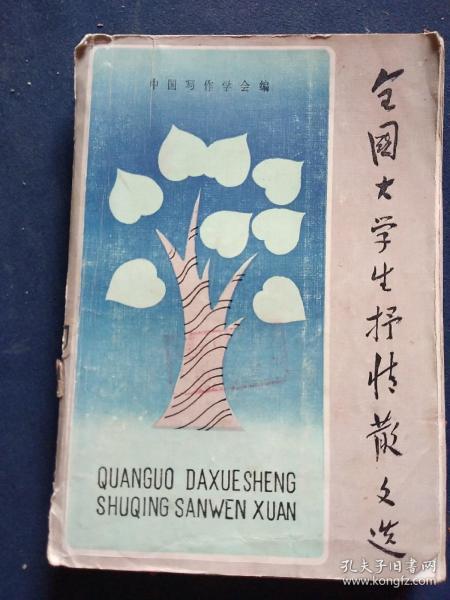 中国写作学会编
全国大学生抒情散文选
QUANGUO DAXUESHENG
SHUQING SANWEN XUAN
孔夫子旧书网
www.kongfz.com